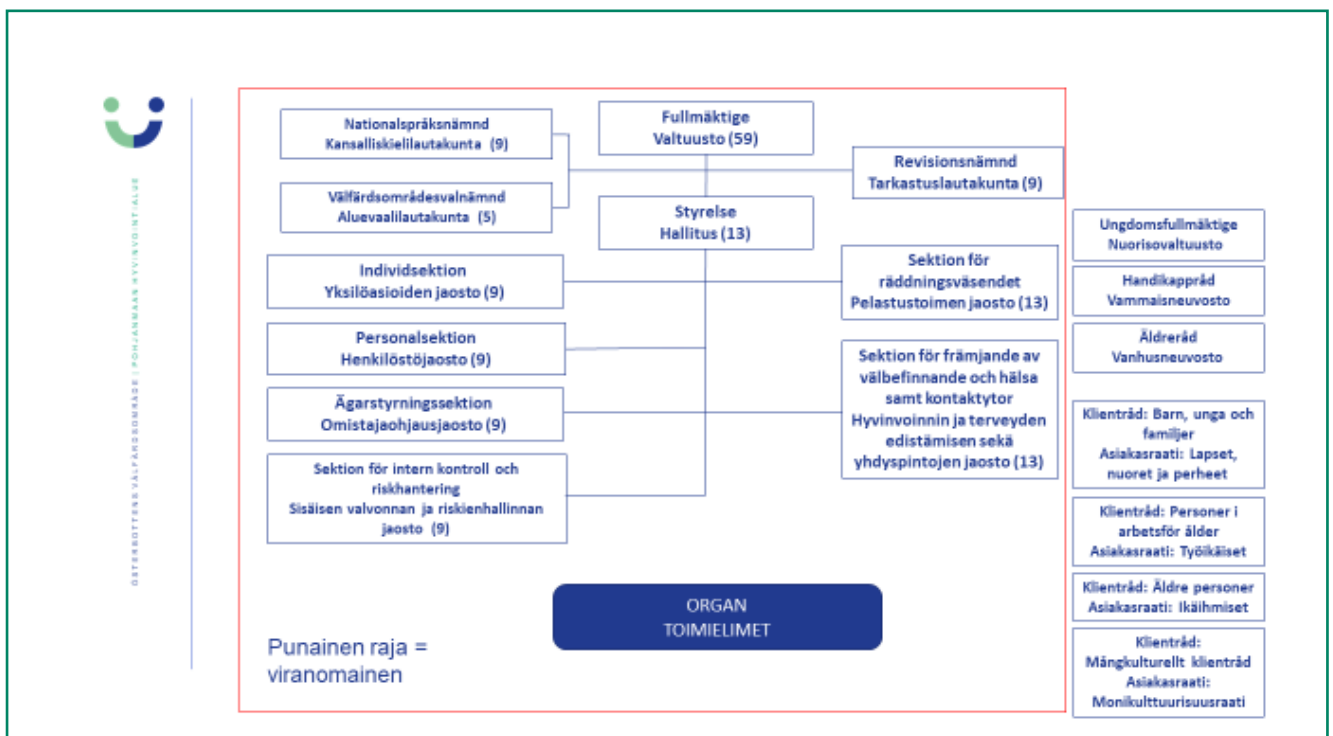 ÖSTERBOTTENS VÄLFÄRDSOMRÅDE | POHJANMAAN HYVINVOINTIALUE
Nationalspråksnämnd
Kansalliskielilautakunta (9)
Fullmäktige
Valtuusto (59)
Revisionsnämnd
Tarkastuslautakunta (9)
Välfärdsområdesvalnämnd
Aluevaalilautakunta (5)
Styrelse
Hallitus (13)
Individsektion
Yksilöasioiden jaosto (9)
Sektion för
räddningsväsendet
Pelastustoimen jaosto (13)
Personalsektion
Henkilöstöjaosto (9)
Sektion för främjande av
välbefinnande och hälsa
samt kontaktytor
Hyvinvoinnin ja terveyden
edistämisen sekä
yhdyspintojen jaosto (13)
Ägarstyrningssektion
Omistajaohjausjaosto (9)
Sektion för intern kontroll och
riskhantering
Sisäisen valvonnan ja riskienhallinnan
jaosto (9)
ORGAN
TOIMIELIMET
Punainen raja =
viranomainen
Ungdomsfullmäktige
Nuorisovaltuusto
Handikappråd
Vammaisneuvosto
Äldreråd
Vanhusneuvosto
Klientråd: Barn, unga och
familjer
Asiakasraati: Lapset,
nuoret ja perheet
Klientråd: Personer i
arbetsför ålder
Asiakasraati: Työikäiset
Klientråd: Äldre personer
Asiakasraati: Ikäihmiset
Klientråd:
Mångkulturellt klientråd
Asiakasraati:
Monikulttuurisuusraati